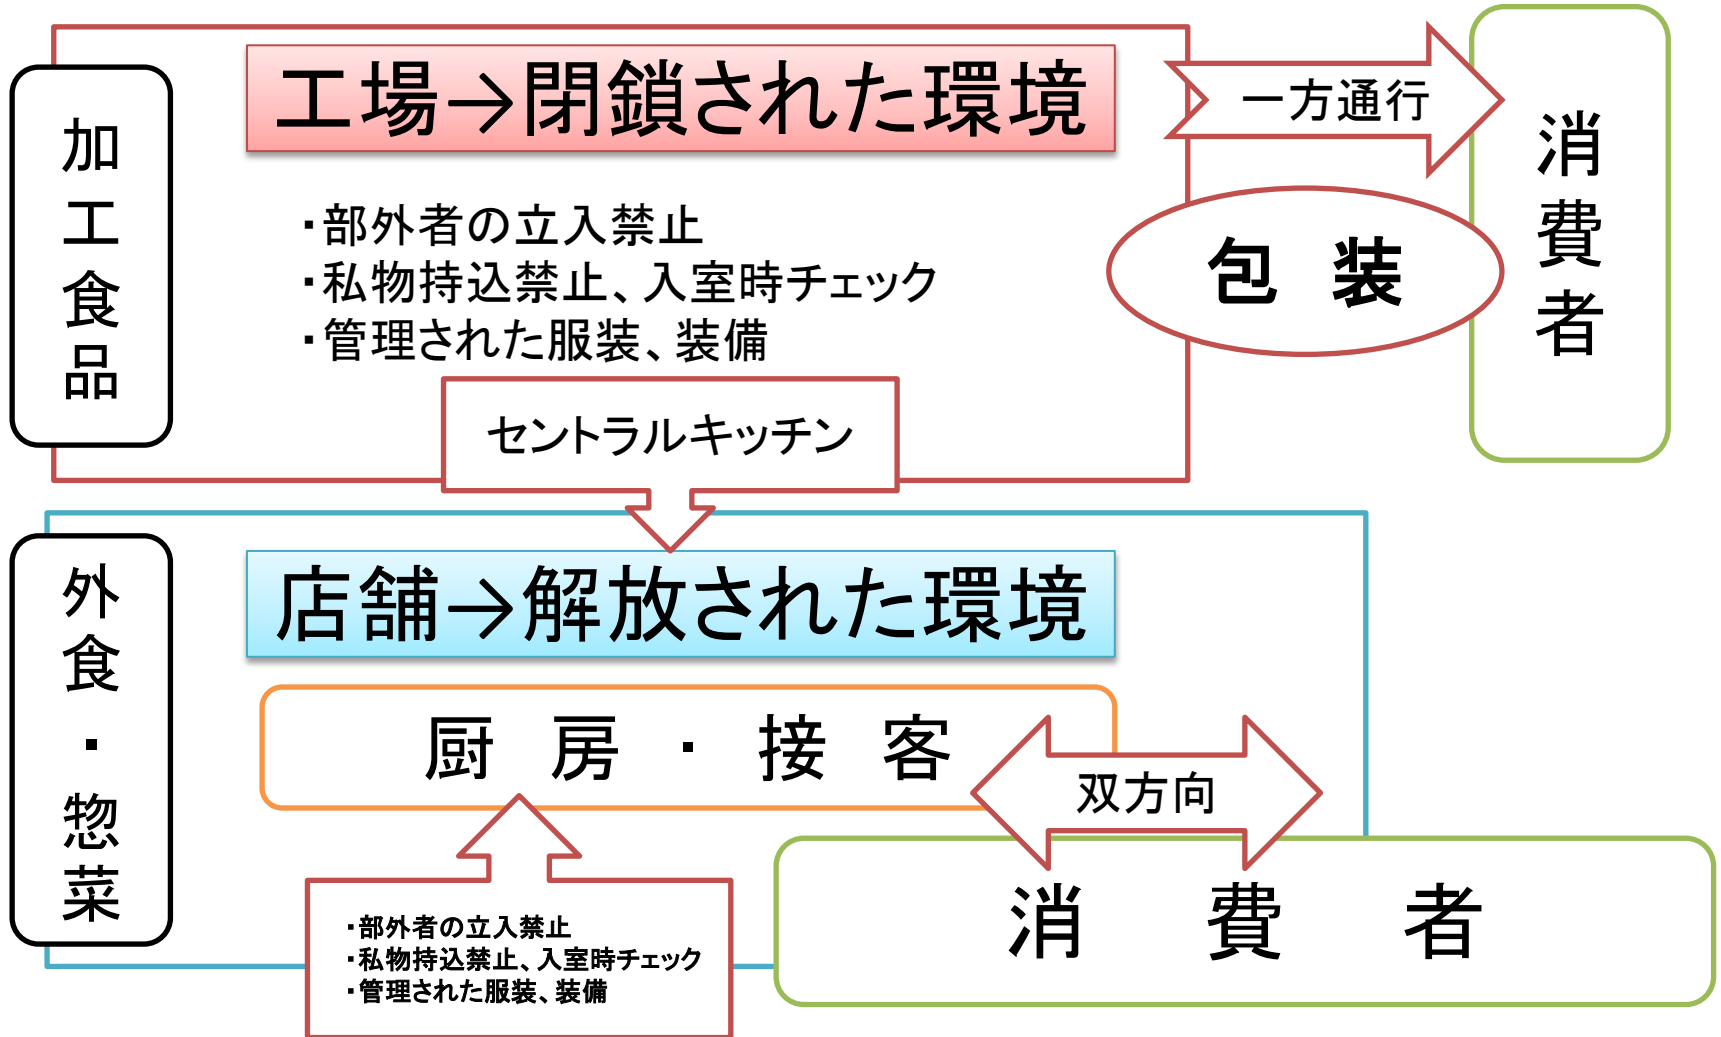 加工食品
工場→閉鎖された環境
一方通行
消費者
・部外者の立入禁止
・私物持込禁止、入室時チェック
・管理された服装、装備
包　装
セントラルキッチン
外食・惣菜
店舗→解放された環境
厨　房　・　接　客
双方向
消　費　者
・部外者の立入禁止
・私物持込禁止、入室時チェック
・管理された服装、装備